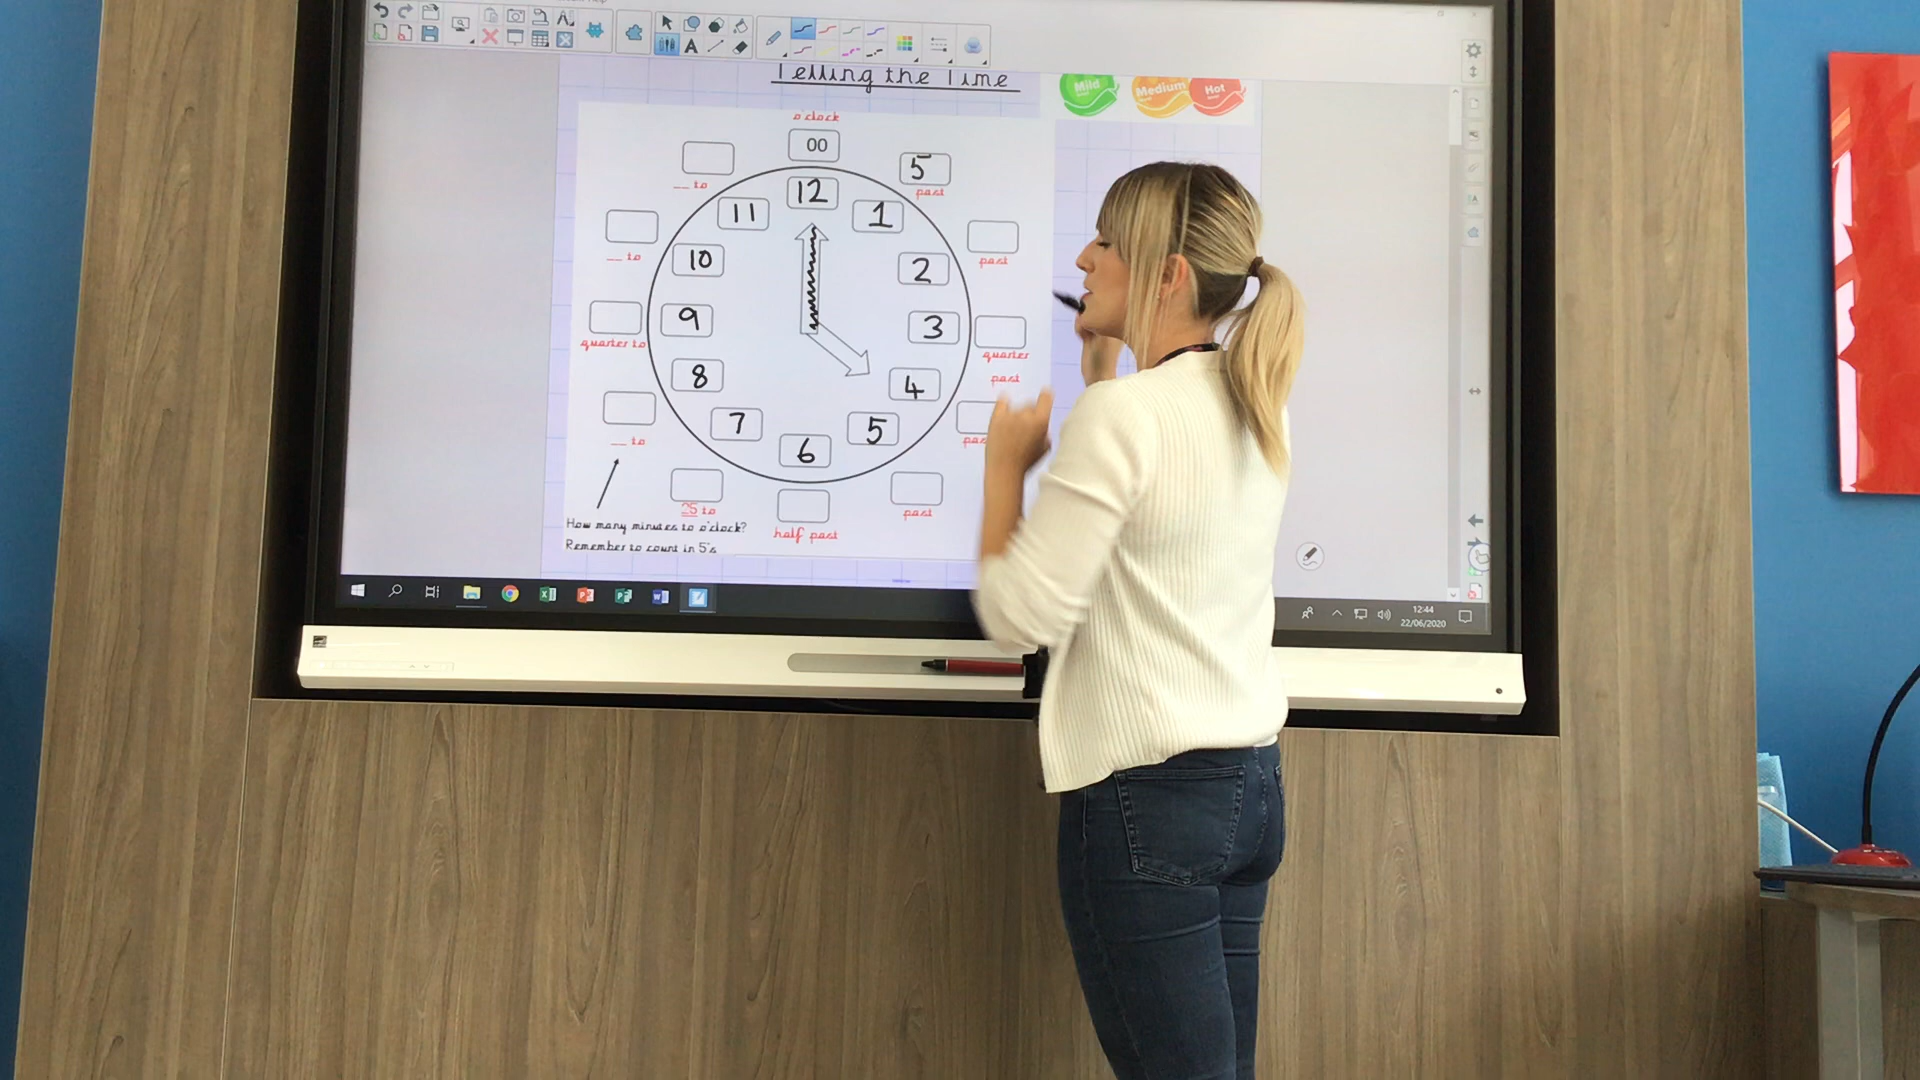 Telling the Time
Mild Medium Hot
o'clock
00
5
past
__ to
12
11
1
past
__ to
10
2
9
3
quarter to
quarter
past
8
4
7
5
6
__ to
past
25 to
half past
How many minutes to o'clock?
Remember to count in 5's
12:44
22/06/2020